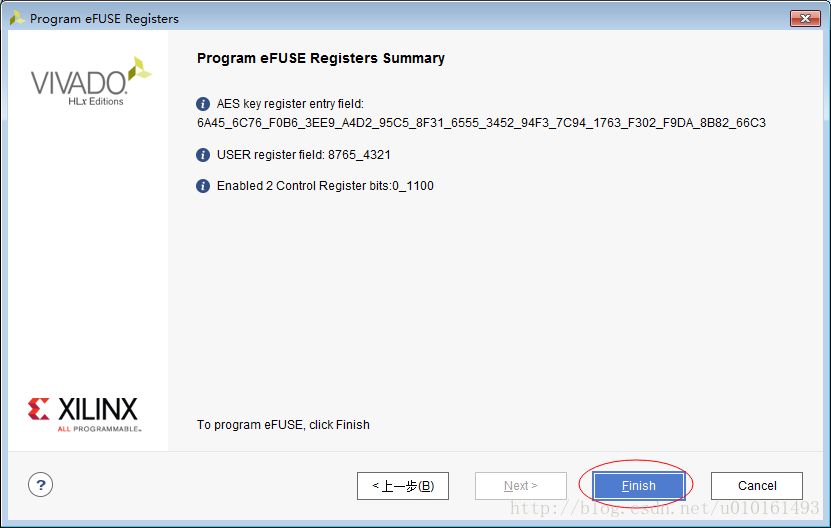 Program eFUSE Registers
VIVADO.
HLx Editions
Program eFUSE Registers Summary
AES key register entry field:
6A45_6C76_F0B6_3EE9_A4D2_95C5_8F31_6555_3452_94F3_7C94_1763_F302_F9DA_8B82_66C3
USER register field: 8765_4321
Enabled 2 Control Register bits:0_1100
XILINX
ALL PROGRAMMABLE™
To program eFUSE, click Finish
?
< 上一步(B)
Next >
Finish
Cancel
http://blog.csdn.net/u010161493